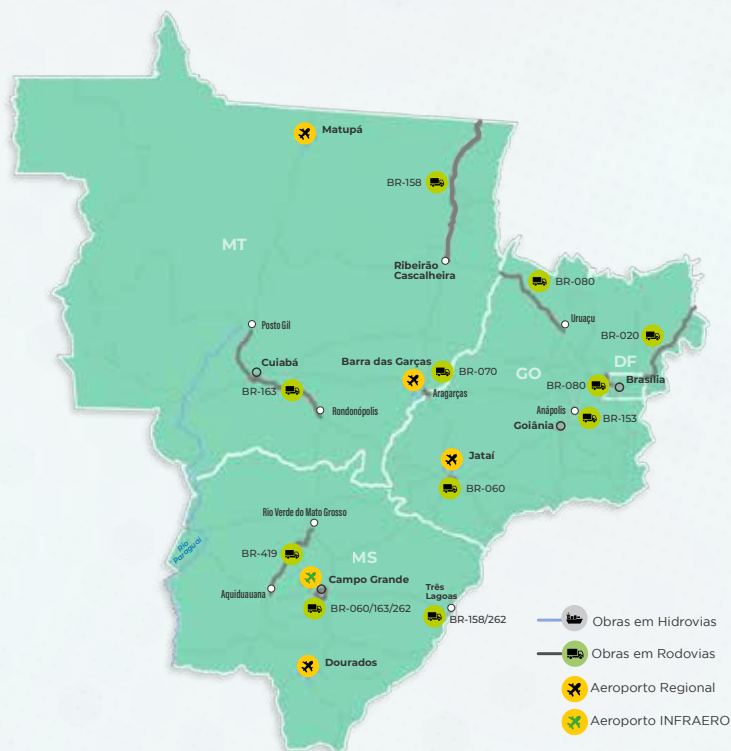 Matupá
BR-158
MT
Ribeirão
Cascalheira
BR-080
Posto Gil
Uruaçu
BR-020
Cuiabá
Barra das Garças
BR-070
GO
DF
BR-163
Aragarças
BR-080
Brasília
Rondonópolis
Anápolis
BR-153
Goiânia
Jataí
BR-060
Rio Verde do Mato Grosso
Rio
Paraguai
BR-419
MS
Campo Grande
Aquiduauana
Três
Lagoas
BR-060/163/262
BR-158/262
Dourados
Obras em Hidrovias
Obras em Rodovias
Aeroporto Regional
Aeroporto INFRAERO